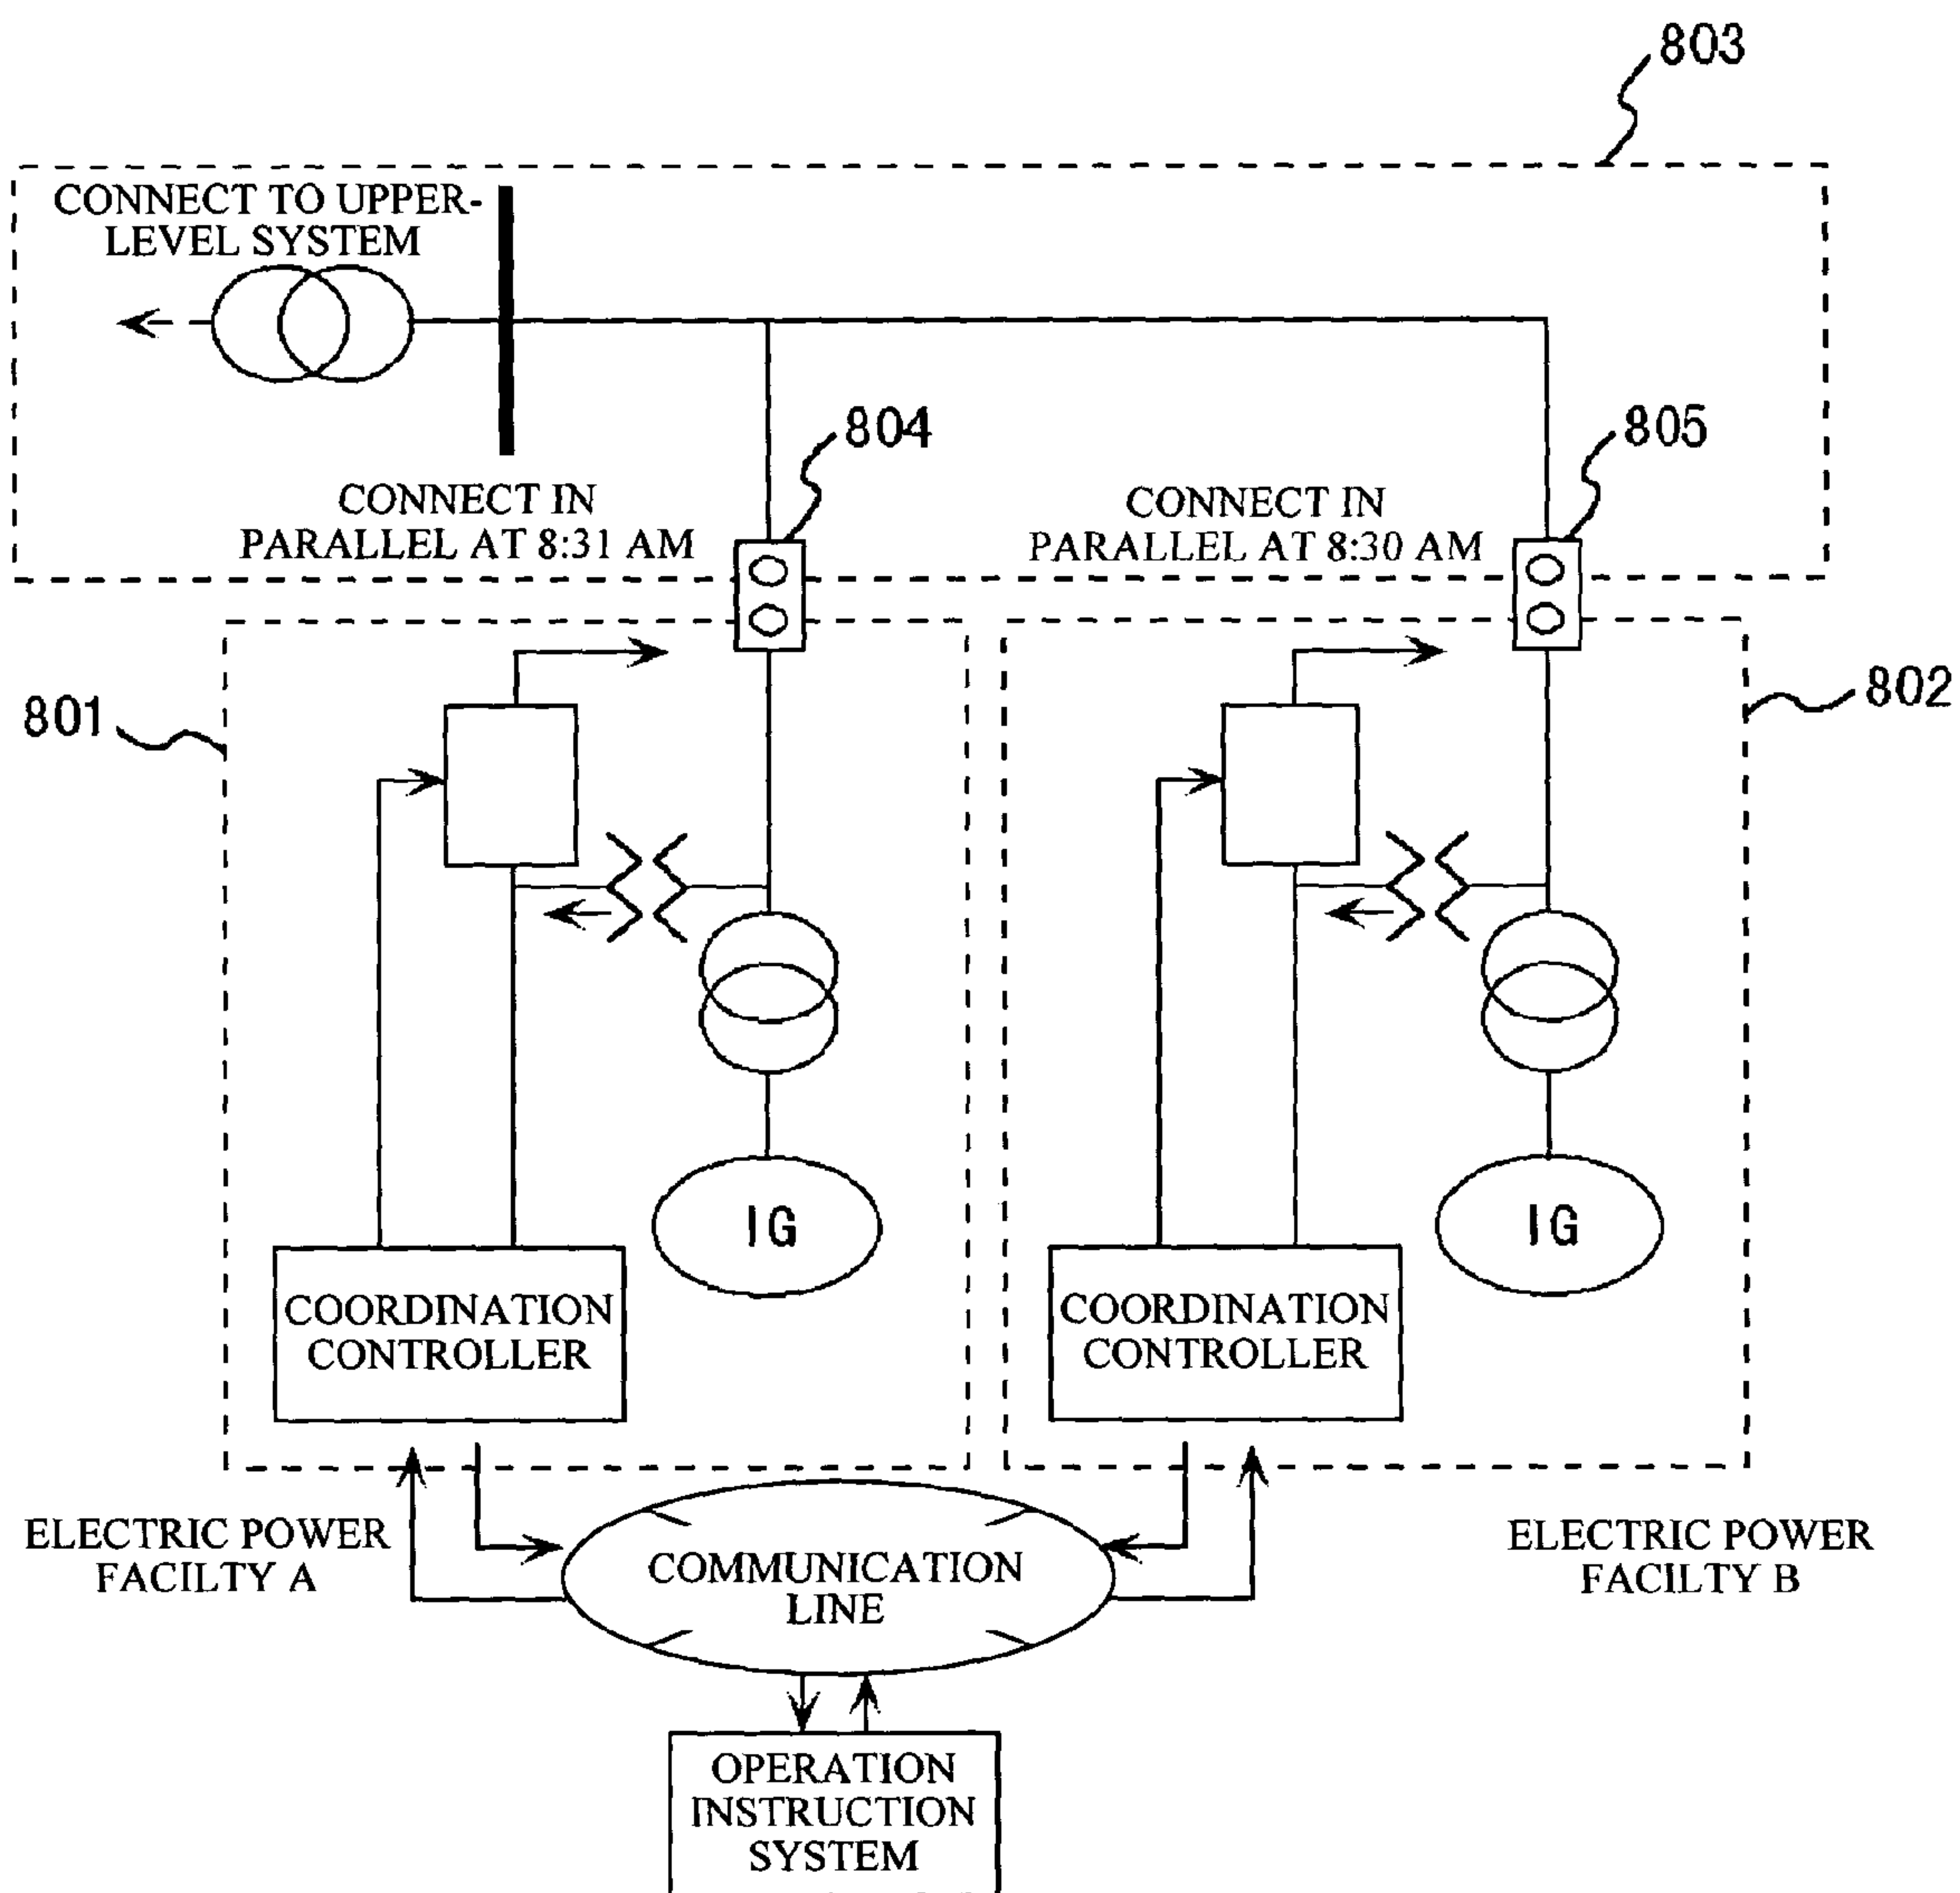 803
CONNECT TO UPPER-
LEVEL SYSTEM
804
805
CONNECT IN
PARALLEL AT 8:31 AM
CONNECT IN
PARALLEL AT 8:30 AM
801
802
IG
IG
COORDINATION
CONTROLLER
COORDINATION
CONTROLLER
ELECTRIC POWER
FACILTY A
COMMUNICATION
LINE
ELECTRIC POWER
FACILTY B
OPERATION
INSTRUCTION
SYSTEM